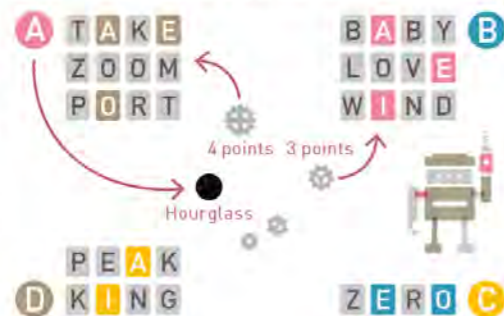 A TAKE
ZOOM
PORT
BABY B
LOVE
WIND
4 points 3 points
Hourglass
PEAK
D KING
ZERO C